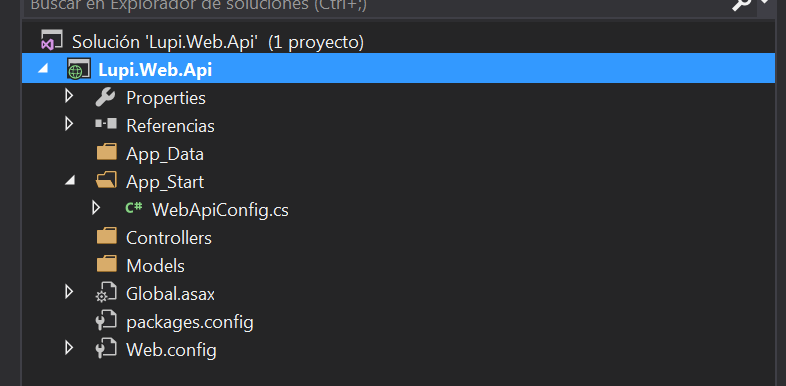 Buscar en Explorador de soluciones (Ctrl+;)
Solución 'Lupi.Web.Api' (1 proyecto)
Lupi.Web.Api
Properties
Referencias
App_Data
App_Start
C# WebApiConfig.cs
Controllers
Models
Global.asax
packages.config
Web.config